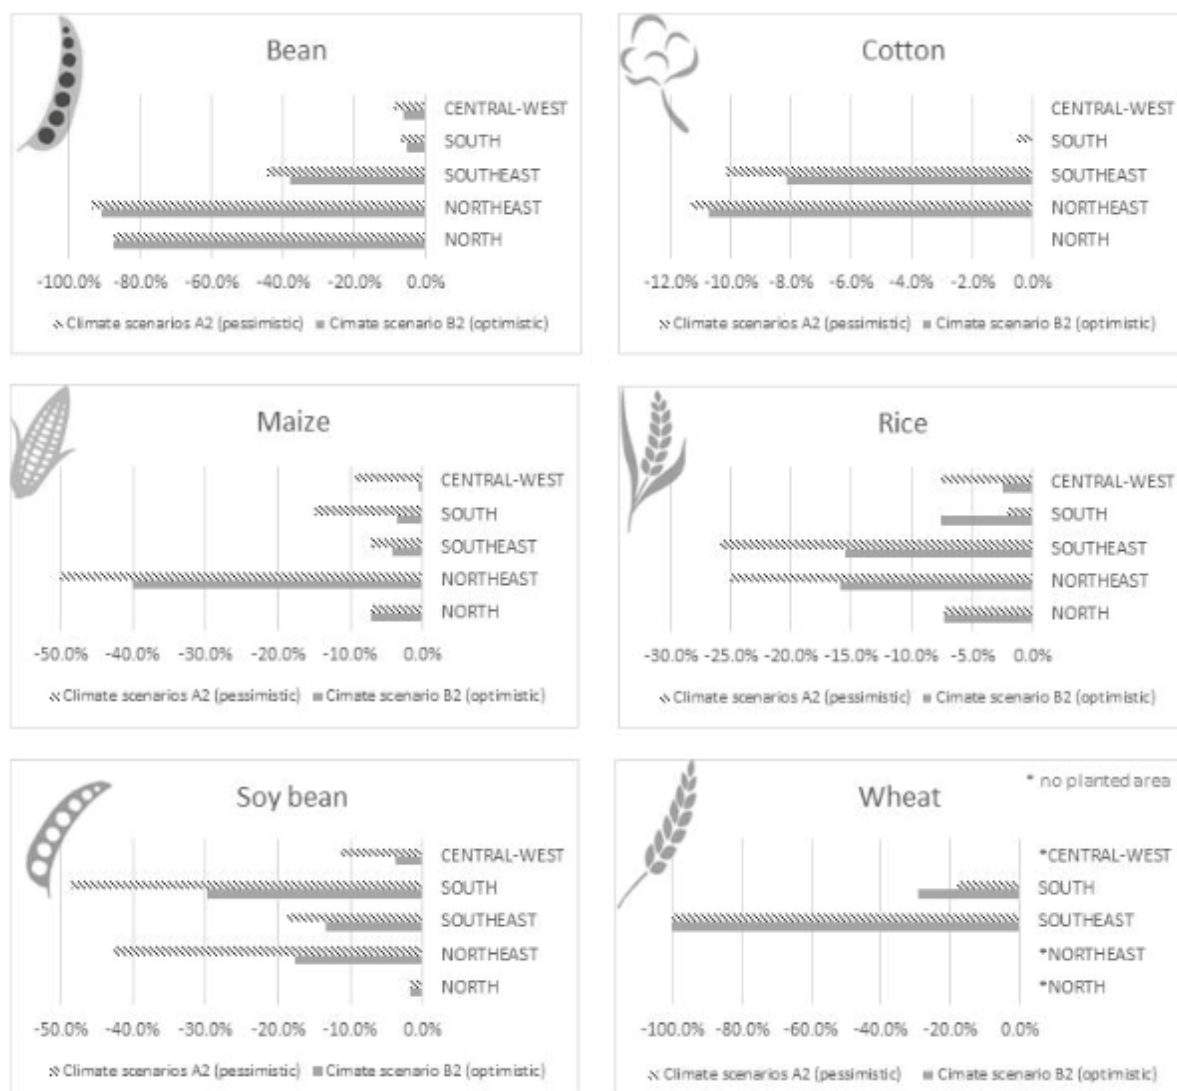 Bean
CENTRAL-WEST
SOUTH
SOUTHEAST
NORTHEAST
NORTH
-100.0% -80.0% -60.0% -40.0% -20.0% 0.0%
Climate scenarios A2 (pessimistic) Cimate scenario B2 (optimistic)
Cotton
CENTRAL-WEST
SOUTH
SOUTHEAST
NORTHEAST
NORTH
-12.0% -10.0% -8.0% -6.0% -4.0% -2.0% 0.0%
Climate scenarios A2 (pessimistic) Cimate scenario B2 (optimistic)
Maize
CENTRAL-WEST
SOUTH
SOUTHEAST
NORTHEAST
NORTH
-50.0% -40.0% -30.0% -20.0% -10.0% 0.0%
Climate scenarios A2 (pessimistic) Cimate scenario B2 (optimistic)
Rice
CENTRAL-WEST
SOUTH
SOUTHEAST
NORTHEAST
NORTH
-30.0% -25.0% -20.0% -15.0% -10.0% -5.0% 0.0%
Climate scenarios A2 (pessimistic) Cimate scenario B2 (optimistic)
Soy bean
CENTRAL-WEST
SOUTH
SOUTHEAST
NORTHEAST
NORTH
-50.0% -40.0% -30.0% -20.0% -10.0% 0.0%
Climate scenarios A2 (pessimistic) Cimate scenario B2 (optimistic)
* no planted area
Wheat
*CENTRAL-WEST
SOUTH
SOUTHEAST
*NORTHEAST
*NORTH
-100.0% -80.0% -60.0% -40.0% -20.0% 0.0%
Climate scenarios A2 (pessimistic) Cimate scenario B2 (optimistic)